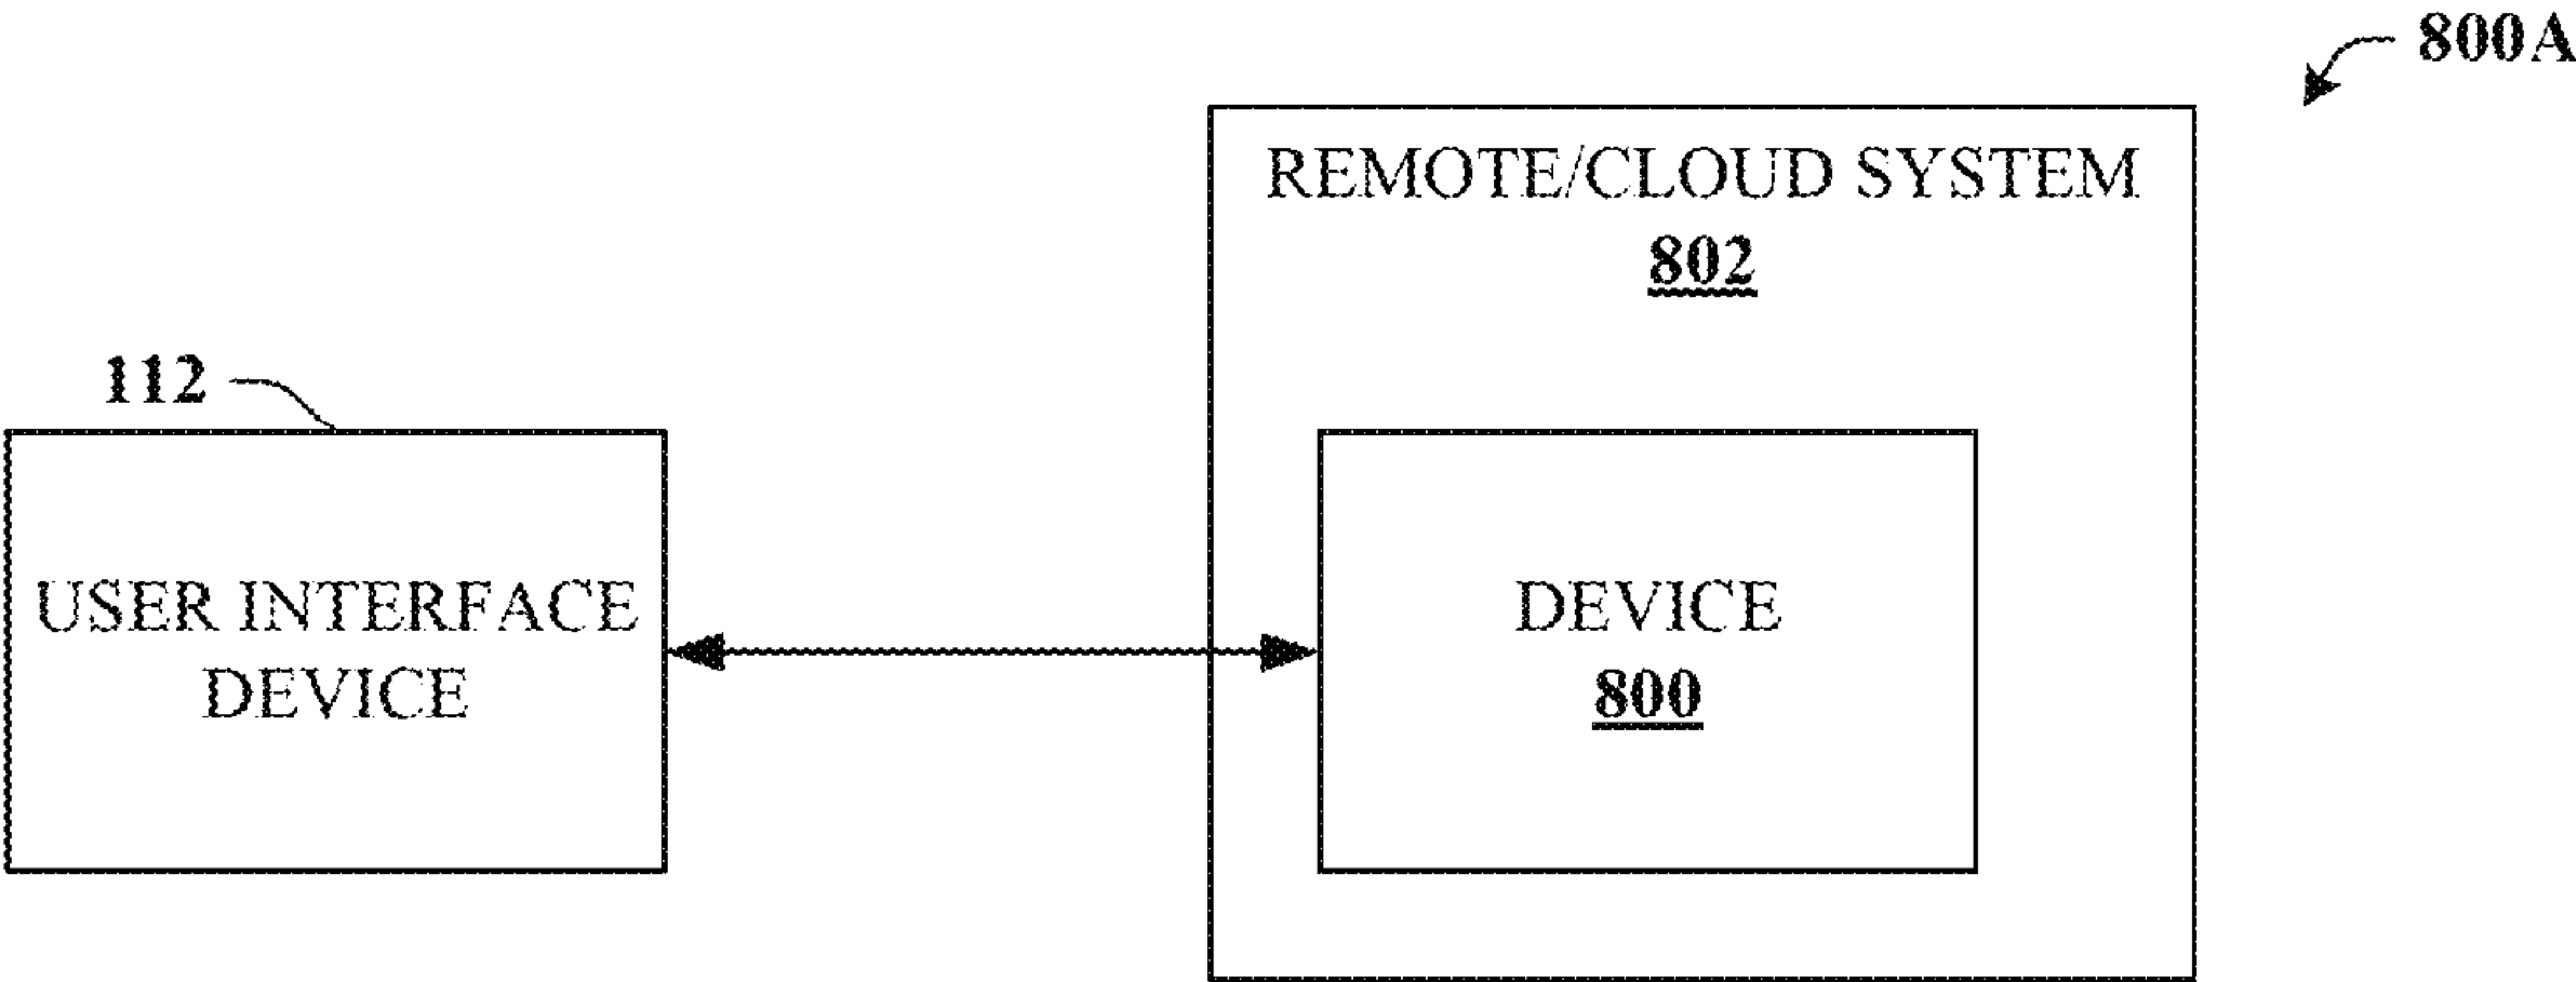 800A
REMOTE/CLOUD SYSTEM
802
112
USER INTERFACE
DEVICE
DEVICE
800